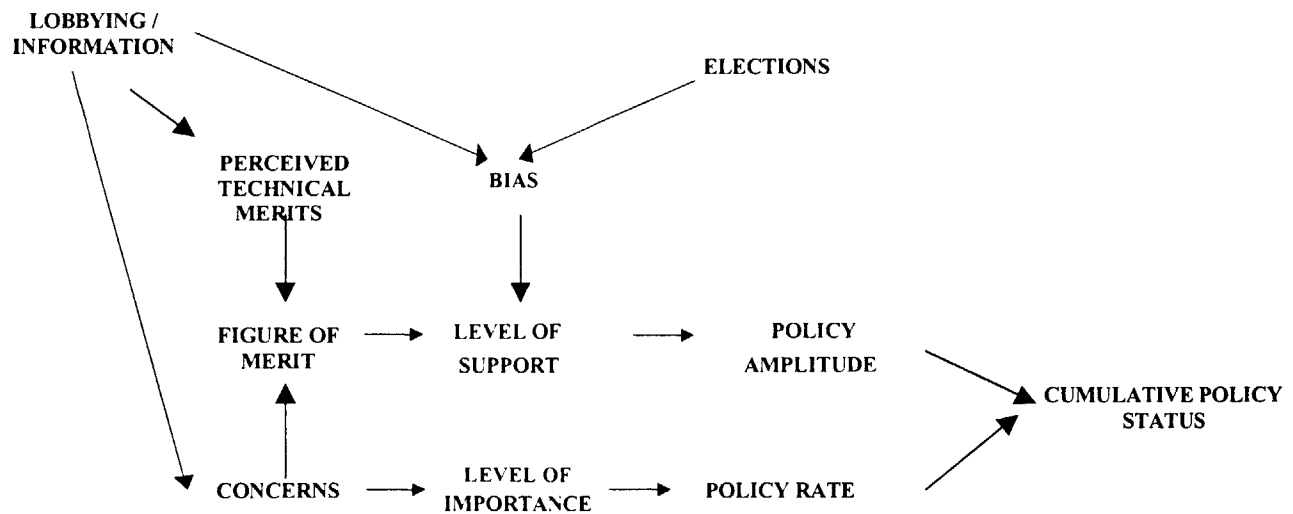 LOBBYING /
INFORMATION
ELECTIONS
PERCEIVED
TECHNICAL
MERITS
BIAS
FIGURE OF
MERIT
LEVEL OF
SUPPORT
POLICY
AMPLITUDE
CUMULATIVE POLICY
STATUS
CONCERNS
LEVEL OF
IMPORTANCE
POLICY RATE